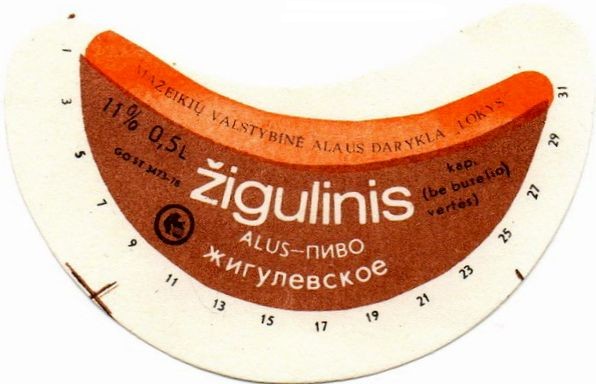 MAŽEIKIŲ VALSTYBINĖ ALAUS DARYKLA „LOKYS
11% 0,5L
GOST 3473-78
žigulinis
kap.
(be butelio
vertės)
ALUS–ПИВО
жигулевское
1
3
5
7
9
11
13
15
17
19
21
23
25
27
29
31